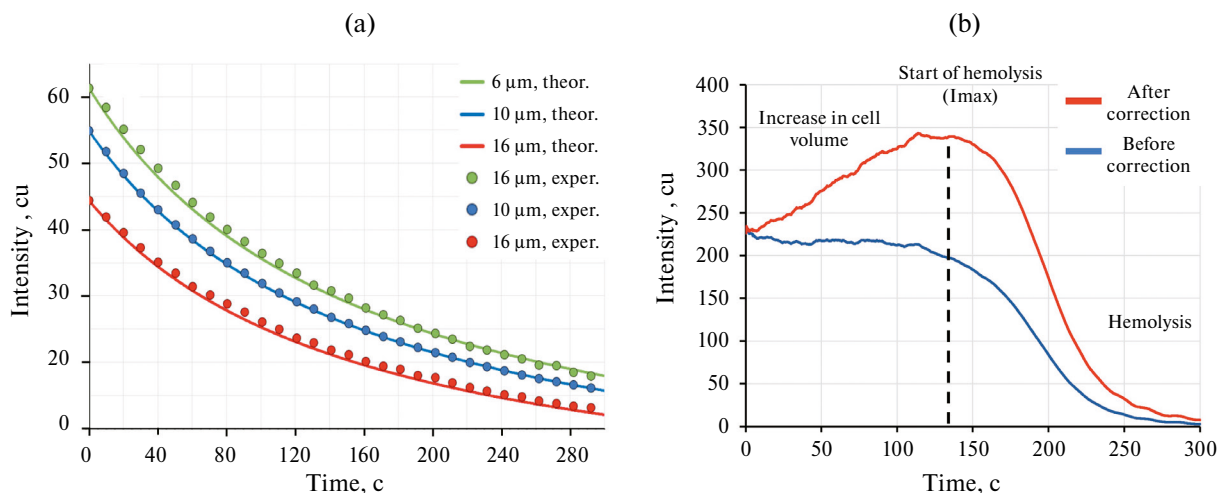 (a)
60
50
40
30
20
10
0
Intensity , cu
0 40 80 120 160 200 240 280
Time, c
6 µm, theor.
10 µm, theor.
16 µm, theor.
16 µm, exper.
10 µm, exper.
16 µm, exper.
(b)
400
350
300
250
200
150
100
50
0
Intensity , cu
0 50 100 150 200 250 300
Time, c
Start of hemolysis
(Imax)
Increase in cell
volume
After
correction
Before
correction
Hemolysis